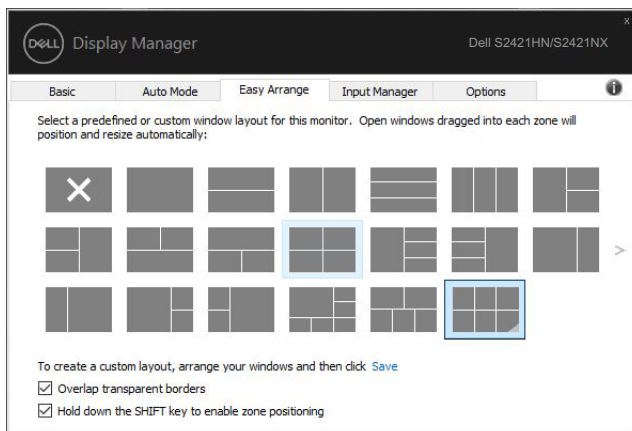 DELL Display Manager
Dell S2421HN/S2421NX
x
Basic
Auto Mode
Easy Arrange
Input Manager
Options
i
Select a predefined or custom window layout for this monitor. Open windows dragged into each zone will
position and resize automatically:
To create a custom layout, arrange your windows and then click Save
Overlap transparent borders
Hold down the SHIFT key to enable zone positioning